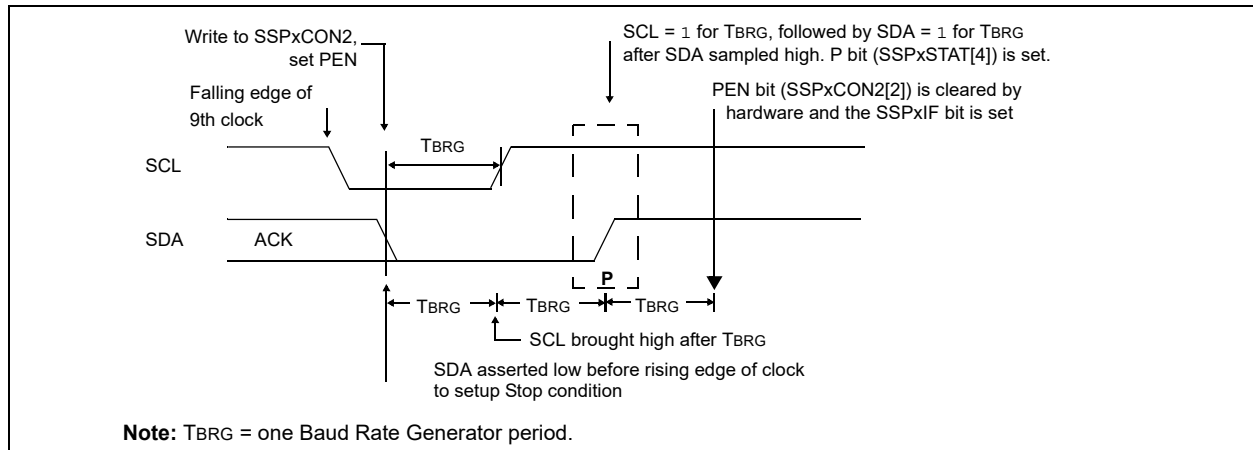 Write to SSPxCON2,
set PEN
SCL = 1 for TBRG, followed by SDA = 1 for TBRG
after SDA sampled high. P bit (SSPxSTAT[4]) is set.
Falling edge of
9th clock
PEN bit (SSPxCON2[2]) is cleared by
hardware and the SSPxIF bit is set
TBRG
SCL
SDA
ACK
P
TBRG
TBRG
TBRG
SCL brought high after TBRG
SDA asserted low before rising edge of clock
to setup Stop condition
Note: TBRG = one Baud Rate Generator period.